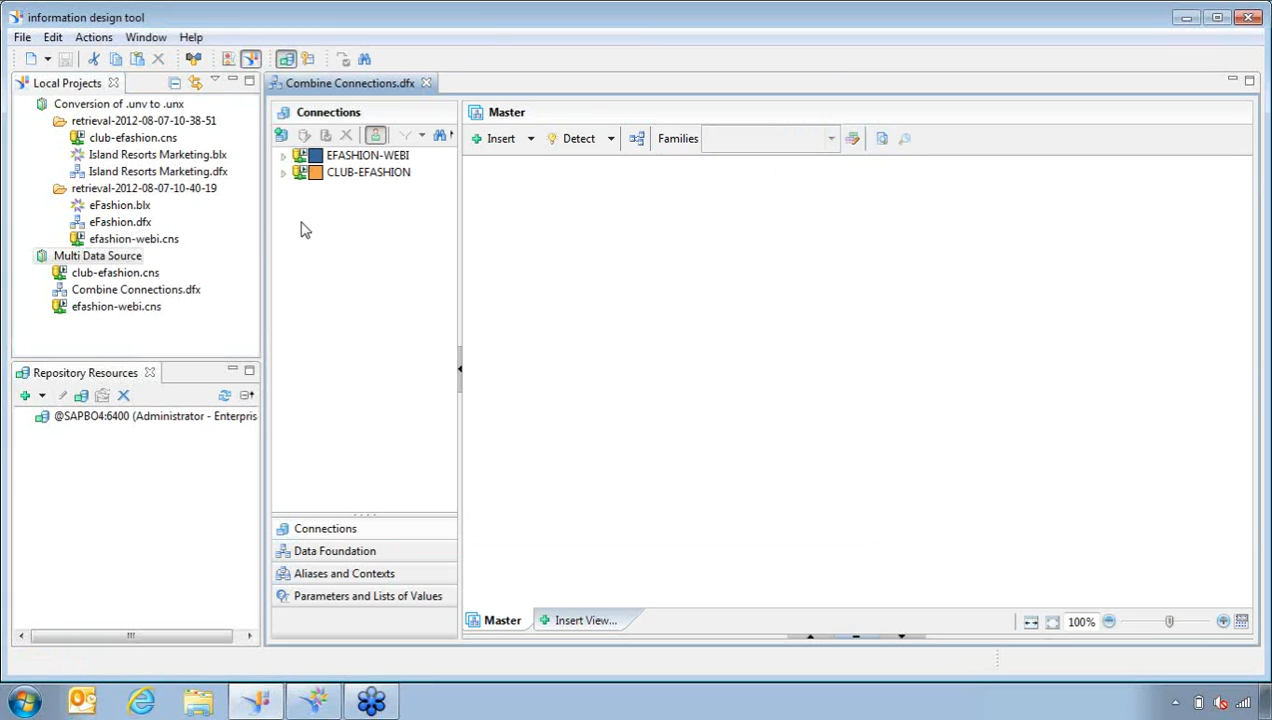 information design tool
File Edit Actions Window Help
Local Projects
Conversion of .unv to .unx
retrieval-2012-08-07-10-38-51
club-efashion.cns
Island Resorts Marketing.blx
Island Resorts Marketing.dfx
retrieval-2012-08-07-10-40-19
eFashion.blx
eFashion.dfx
efashion-webi.cns
Multi Data Source
club-efashion.cns
Combine Connections.dfx
efashion-webi.cns
Repository Resources
@SAPBO4:6400 (Administrator - Enterpris
Combine Connections.dfx
Connections
EFASHION-WEBI
CLUB-EFASHION
Connections
Data Foundation
Aliases and Contexts
Parameters and Lists of Values
Master
Insert Detect Families
Master Insert View... 100%